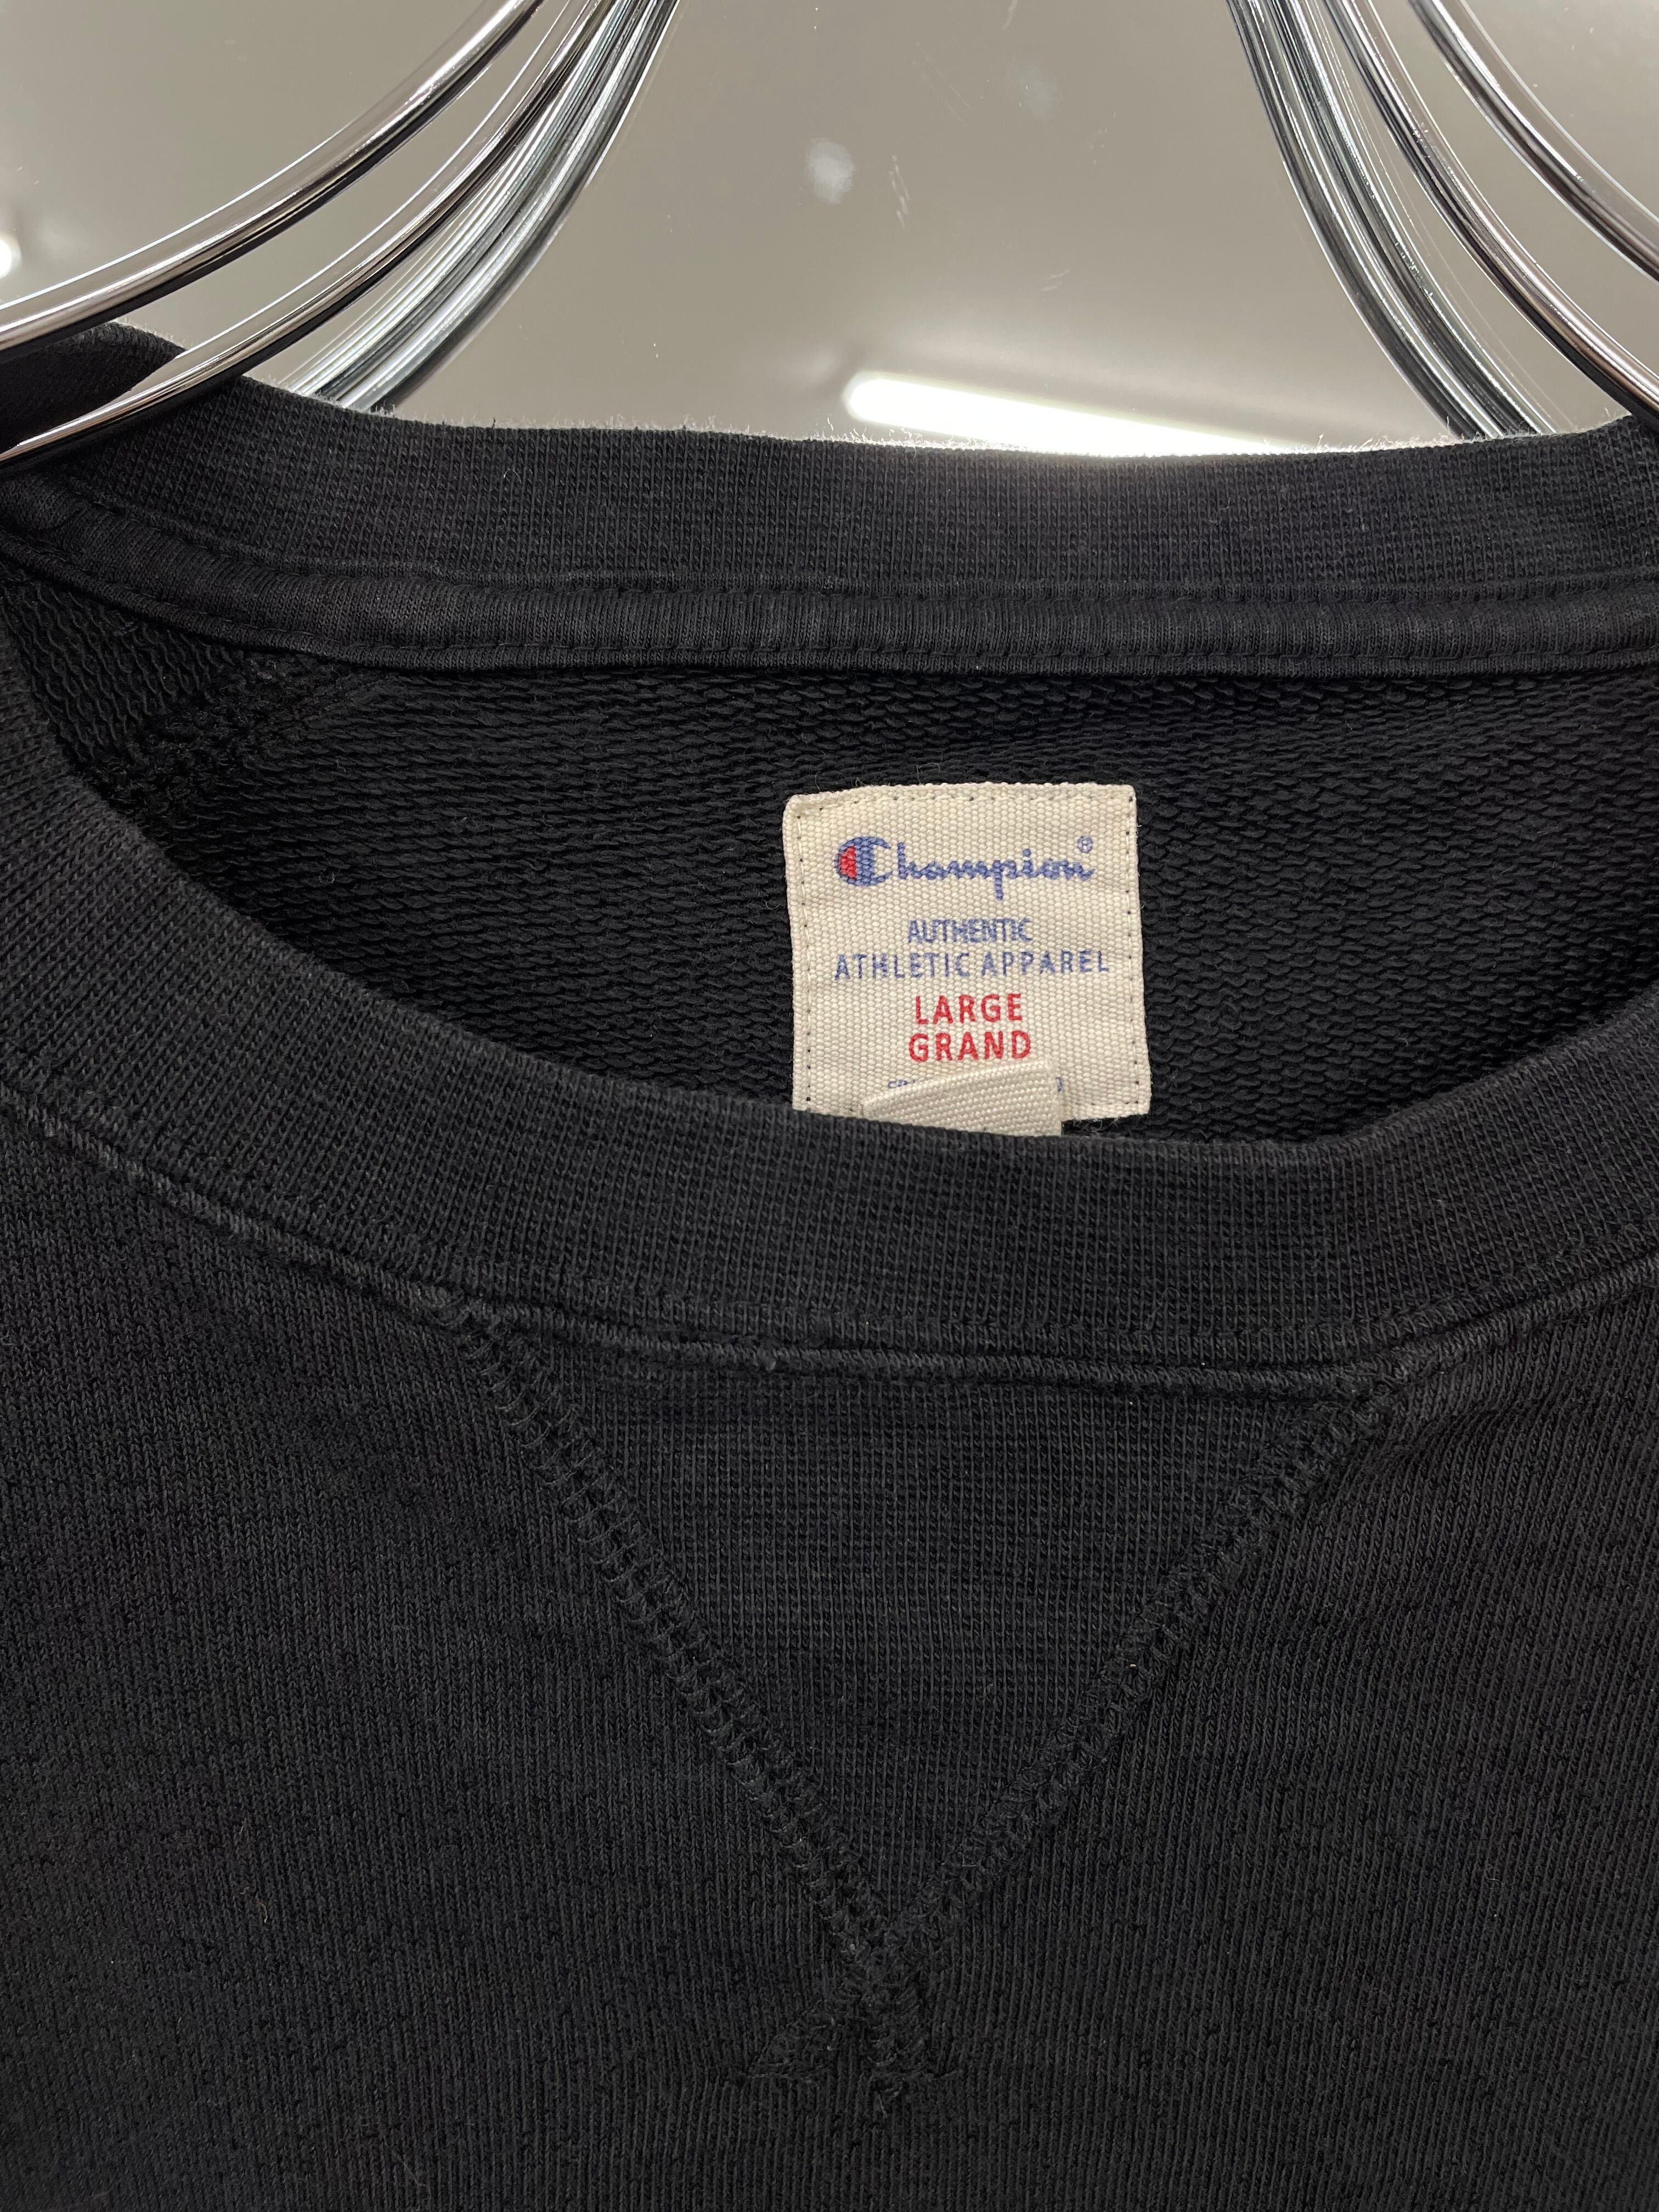 Champion®
AUTHENTIC
ATHLETIC APPAREL
LARGE
GRAND